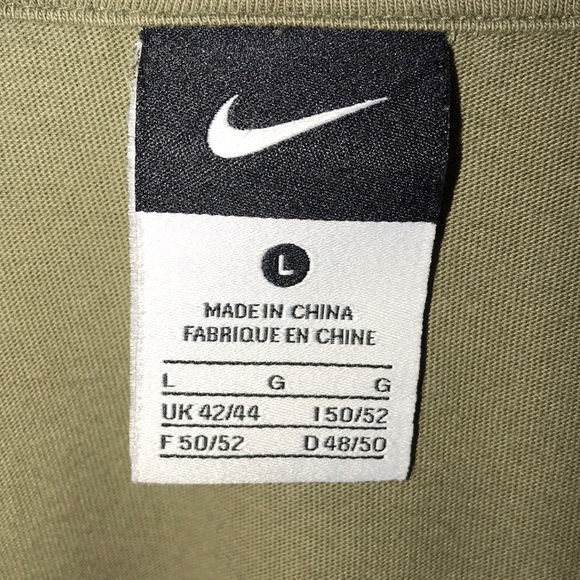 L
MADE IN CHINA
FABRIQUE EN CHINE
L G G
UK 42/44 I 50/52
F 50/52 D 48/50